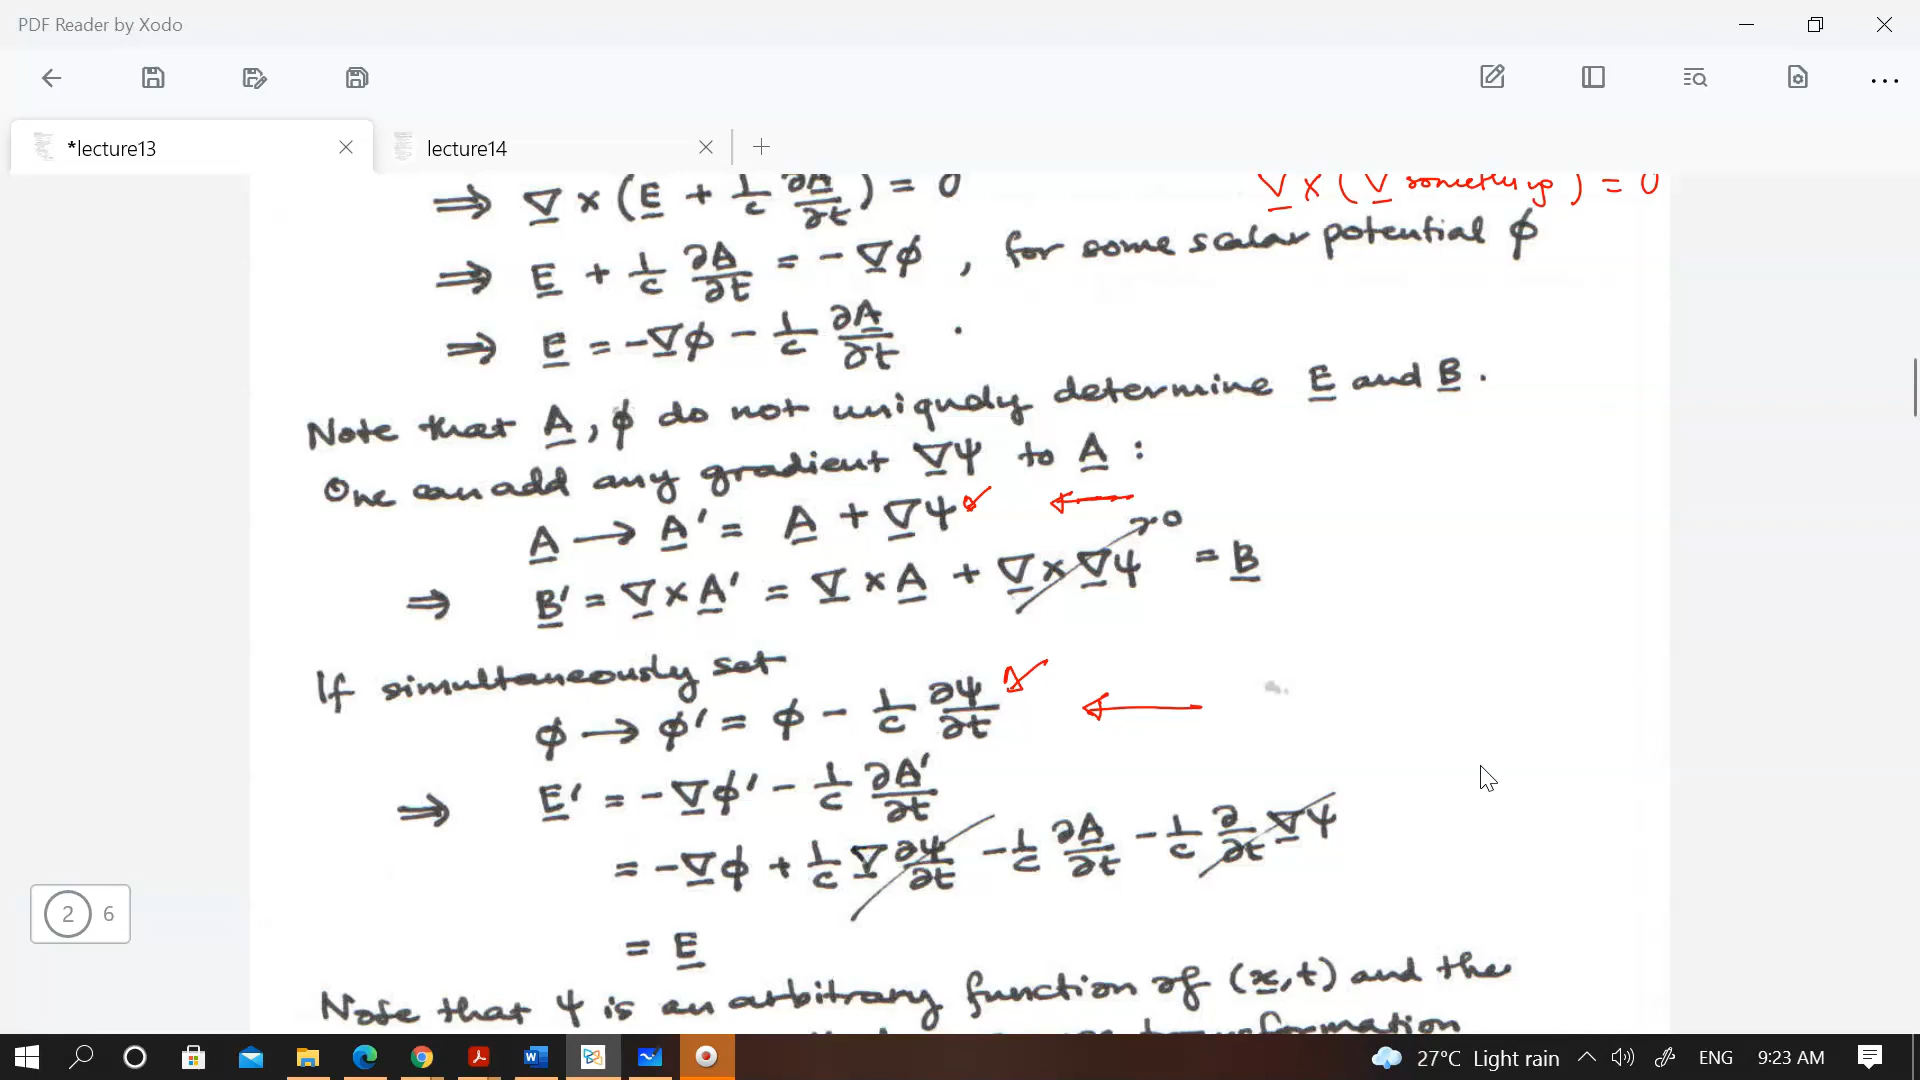 PDF Reader by Xodo
*lecture13
lecture14
⇒ ∇ × (E + 1/c ∂A/∂t) = 0
∇ × (∇ something) = 0
⇒ E + 1/c ∂A/∂t = -∇ϕ , for some scalar potential ϕ
⇒ E = -∇ϕ - 1/c ∂A/∂t .
Note that A, ϕ do not uniquely determine E and B.
One can add any gradient ∇ψ to A :
A → A' = A + ∇ψ
⇒ B' = ∇ × A' = ∇ × A + ∇ × ∇ψ → 0 = B
If simultaneously set
ϕ → ϕ' = ϕ - 1/c ∂ψ/∂t
⇒ E' = -∇ϕ' - 1/c ∂A'/∂t
= -∇ϕ + 1/c ∇ ∂ψ/∂t - 1/c ∂A/∂t - 1/c ∂/∂t ∇ψ
= E
Note that ψ is an arbitrary function of (x,t) and the
transformation
2 6
27°C Light rain
ENG
9:23 AM